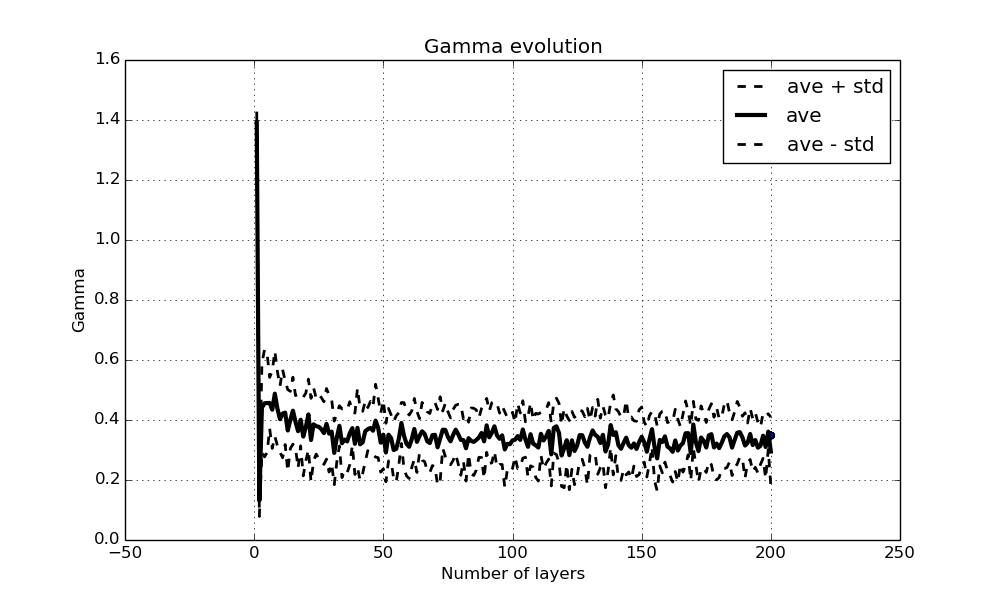 Gamma evolution
1.6
1.4
1.2
1.0
0.8
0.6
0.4
0.2
0.0
Gamma
ave + std
ave
ave - std
−50
0
50
100
150
200
250
Number of layers